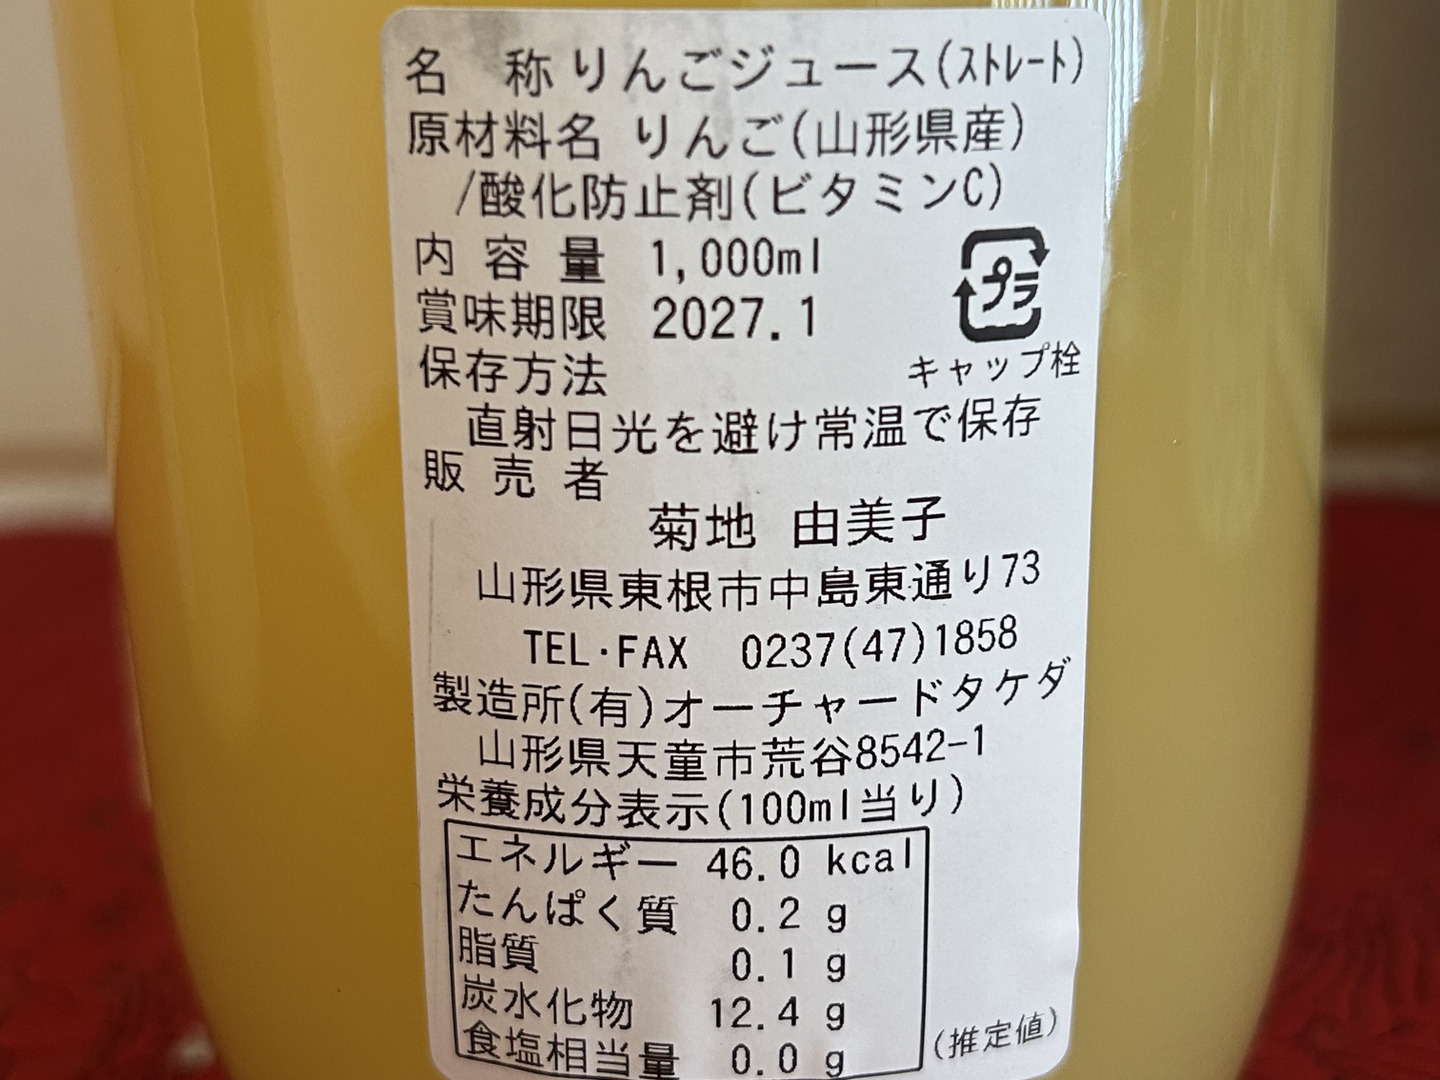 名　称 りんごジュース(ストレート)
原材料名 りんご(山形県産)
/酸化防止剤(ビタミンC)
内 容 量 1,000ml
賞味期限 2027.1
プラ
キャップ栓
保存方法
直射日光を避け常温で保存
販 売 者
菊地 由美子
山形県東根市中島東通り73
TEL・FAX 0237(47)1858
製造所(有)オーチャードタケダ
山形県天童市荒谷8542-1
栄養成分表示(100ml当り)
エネルギー 46.0 kcal
たんぱく質 0.2 g
脂質 0.1 g
炭水化物 12.4 g
食塩相当量 0.0 g
(推定値)